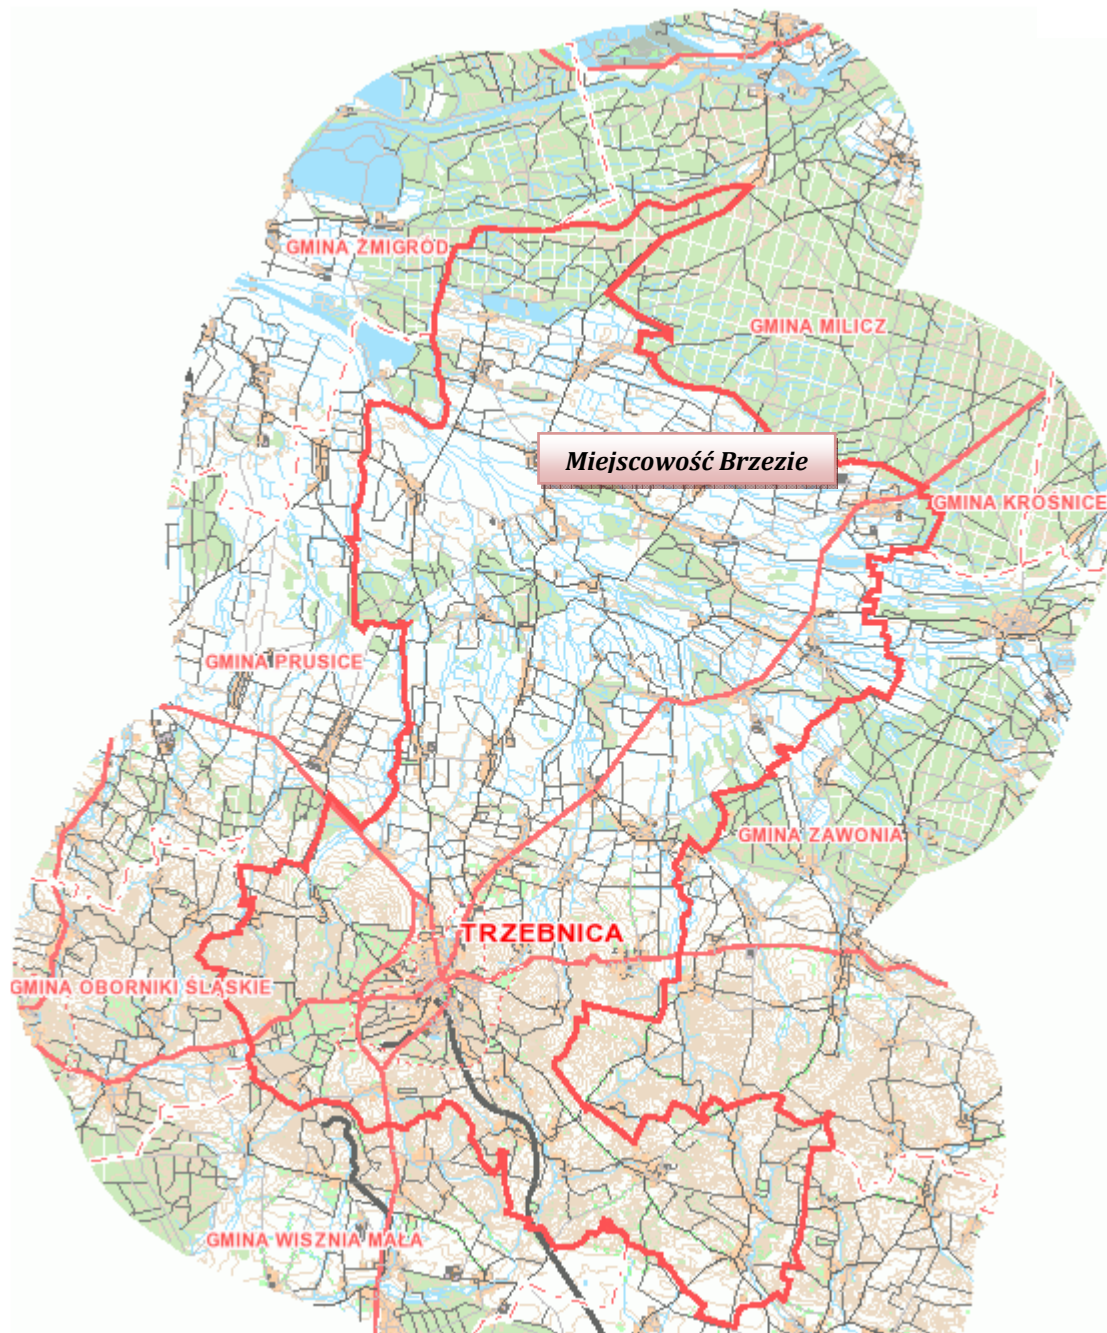 GMINA ŻMIGRÓD
GMINA MILICZ
Miejscowość Brzezie
GMINA KROŚNICE
GMINA PRUSICE
GMINA ZAWONIA
TRZEBNICA
GMINA OBORNIKI ŚLĄSKIE
GMINA WISZNIA MAŁA